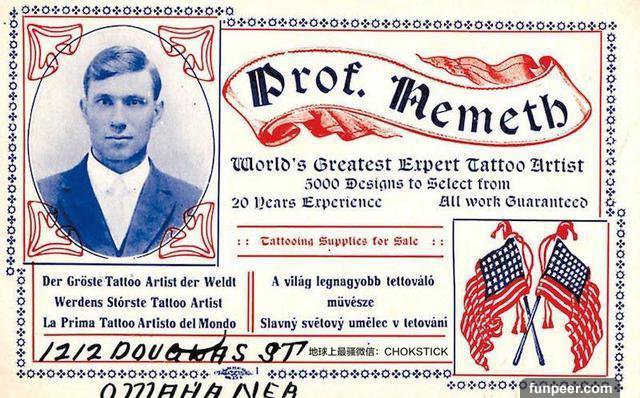 Prof. Nemeth
World's Greatest Expert Tattoo Artist
5000 Designs to Select from
20 Years Experience All work Guaranteed
:: Tattooing Supplies for Sale ::
Der Gröste Tattoo Artist der Weldt
Werdens Störste Tattoo Artist
La Prima Tattoo Artisto del Mondo
A világ legnagyobb tettováló
müvésze
Slavný světový umělec v tetování
1212 DOUGLAS ST
OMAHA NEB
地球上最骚微信: CHOKSTICK
funpeer.com